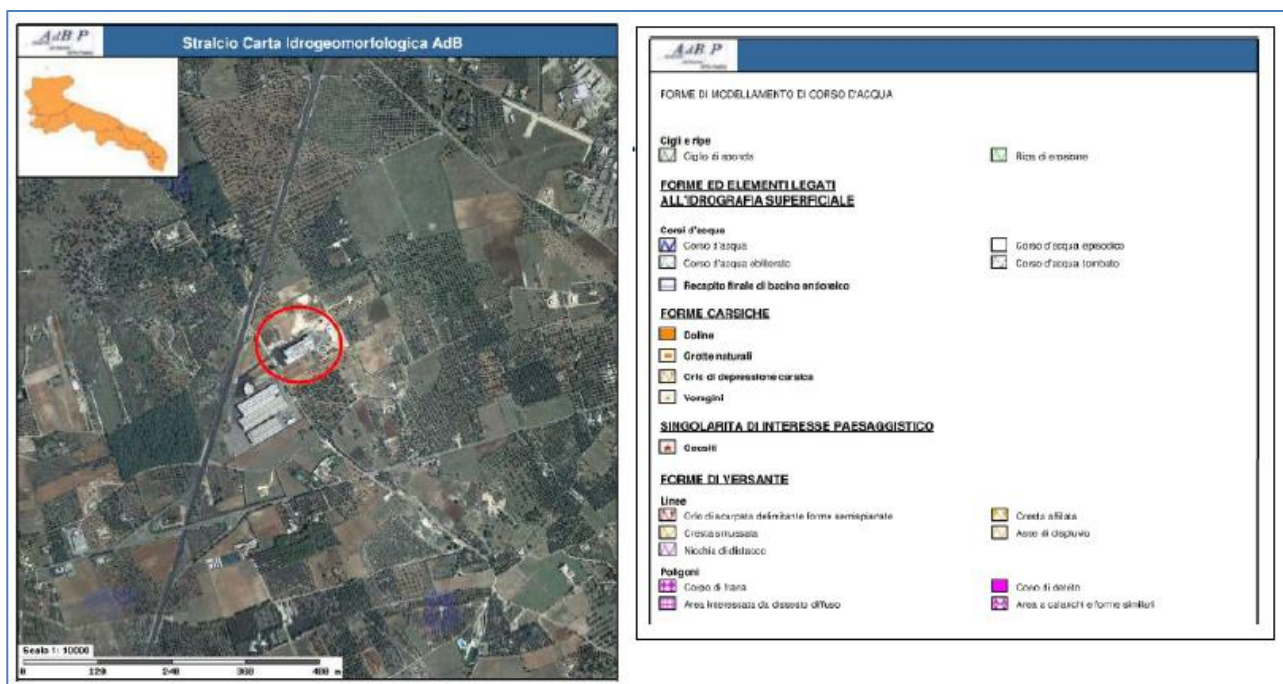 AdB P
Stralcio Carta Idrogeomorfologica AdB
Scala 1: 10000
0 120 240 360 480 m
AdB P
FORME DI MODELLAMENTO DI CORSO D'ACQUA
Cigli e ripe
Ciglio di sponda
Ripa di erosione
FORME ED ELEMENTI LEGATI
ALL'IDROGRAFIA SUPERFICIALE
Corsi d'acqua
Corso d'acqua
Corso d'acqua episodico
Corso d'acqua obliterato
Corso d'acqua tombato
Recapito finale di bacino endoreico
FORME CARSICHE
Doline
Grotte naturali
Orlo di depressione carsica
Voragini
SINGOLARITA DI INTERESSE PAESAGGISTICO
Geositi
FORME DI VERSANTE
Linee
Orlo di scarpata delimitante forme semispianate
Cresta affilata
Cresta smussata
Asse di displuvio
Nicchia di distacco
Poligoni
Corpo di frana
Cono di detrito
Area interessata da dissesto diffuso
Area a calanchi e forme similari